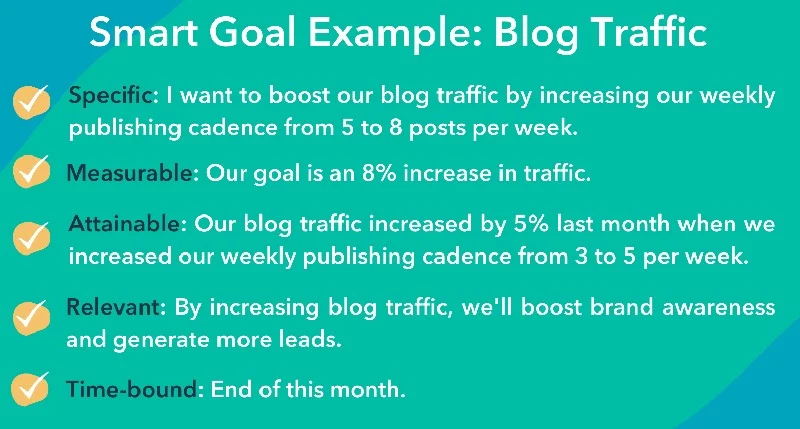 Smart Goal Example: Blog Traffic
Specific: I want to boost our blog traffic by increasing our weekly
publishing cadence from 5 to 8 posts per week.
Measurable: Our goal is an 8% increase in traffic.
Attainable: Our blog traffic increased by 5% last month when we
increased our weekly publishing cadence from 3 to 5 per week.
Relevant: By increasing blog traffic, we'll boost brand awareness
and generate more leads.
Time-bound: End of this month.